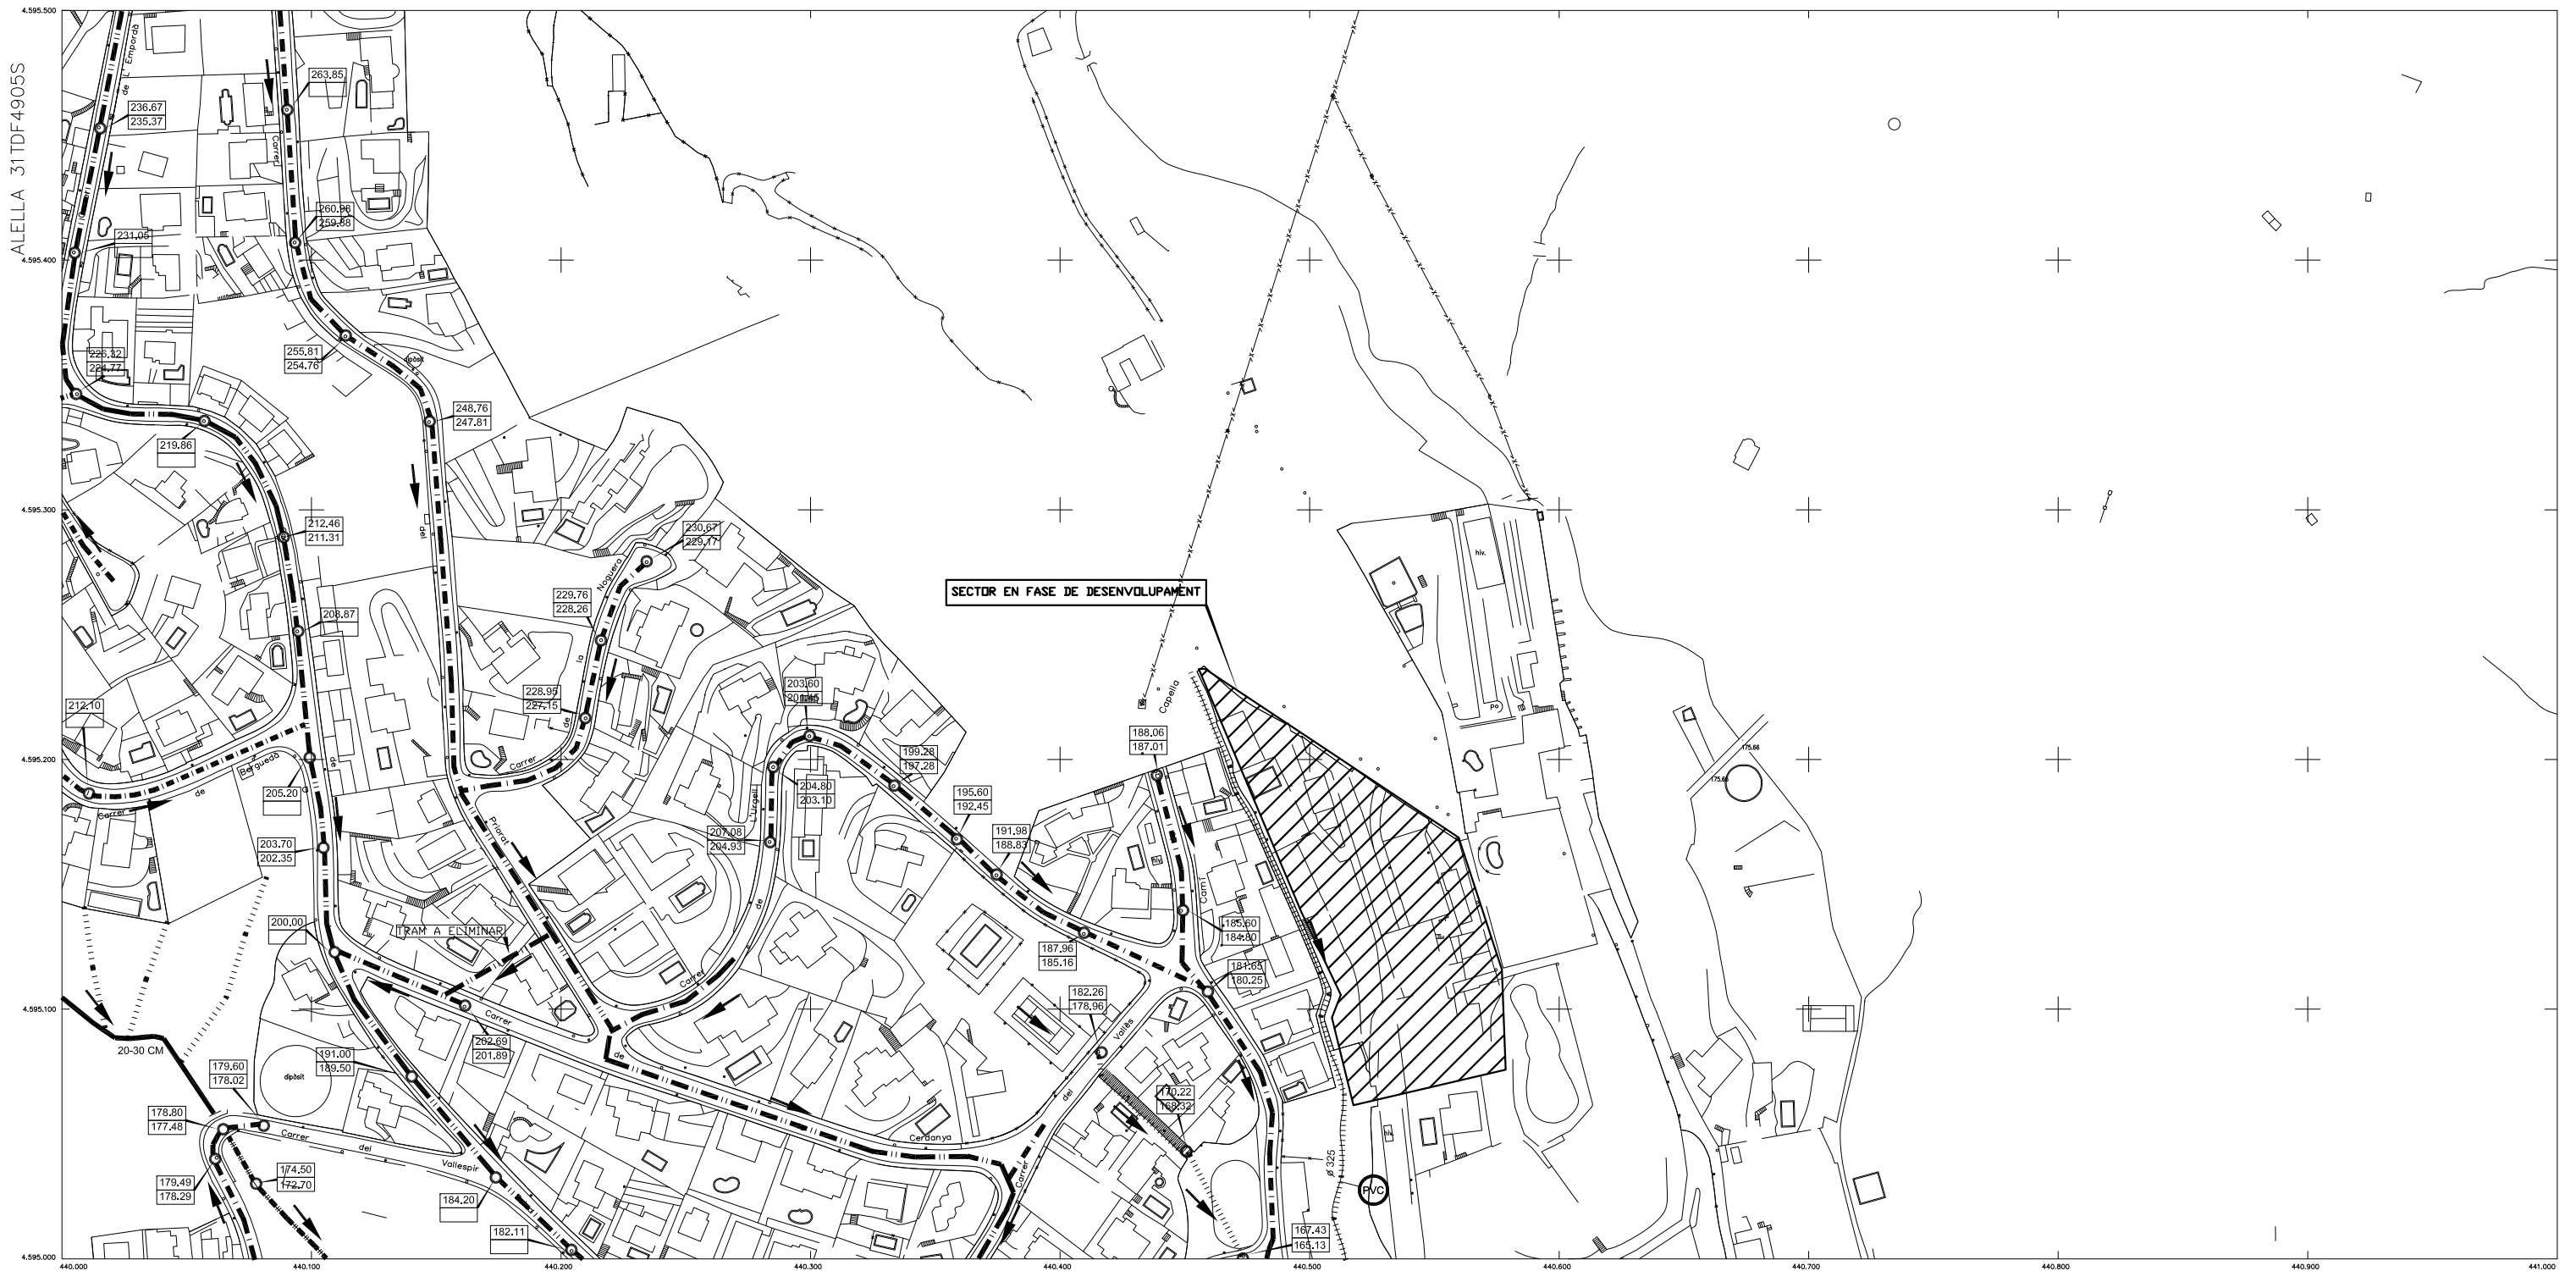 ALELLA 31TDF4905S
4.595.500
4.595.400
4.595.300
4.595.200
4.595.100
4.595.000
440.000
440.100
440.200
440.300
440.400
440.500
440.600
440.700
440.800
440.900
441.000
de L' Empordà
236.67
235.37
263.85
Carrer
260.98
259.88
231.05
226.32
224.77
255.81
254.76
dipòsit
248.76
247.81
219.86
212.46
211.31
del
230.67
229.17
Noguera
la
de
Carrer
229.76
228.26
228.95
227.15
208.87
212.10
Carrer
de
Berguedà
de
205.20
203.70
202.35
200.00
Priorat
203.60
204.80
203.10
207.08
204.93
L'Urgell
de
Carrer
199.28
197.28
195.60
192.45
191.98
188.83
SECTOR EN FASE DE DESENVOLUPAMENT
Capella
188.06
187.01
hiv.
Camí
185.60
184.80
187.96
185.16
181.65
180.25
182.26
178.96
Vallès
del
Carrer
170.22
168.32
TRAM A ELIMINAR
Carrer
de
Cerdanya
202.69
201.89
191.00
189.50
20-30 CM
dipòsit
179.60
178.02
178.80
177.48
Carrer
del
Vallespir
174.50
172.70
179.49
178.29
184.20
182.11
Ø 325
PVC
167.43
165.13
hiv.
hiv.
175.66
175.66